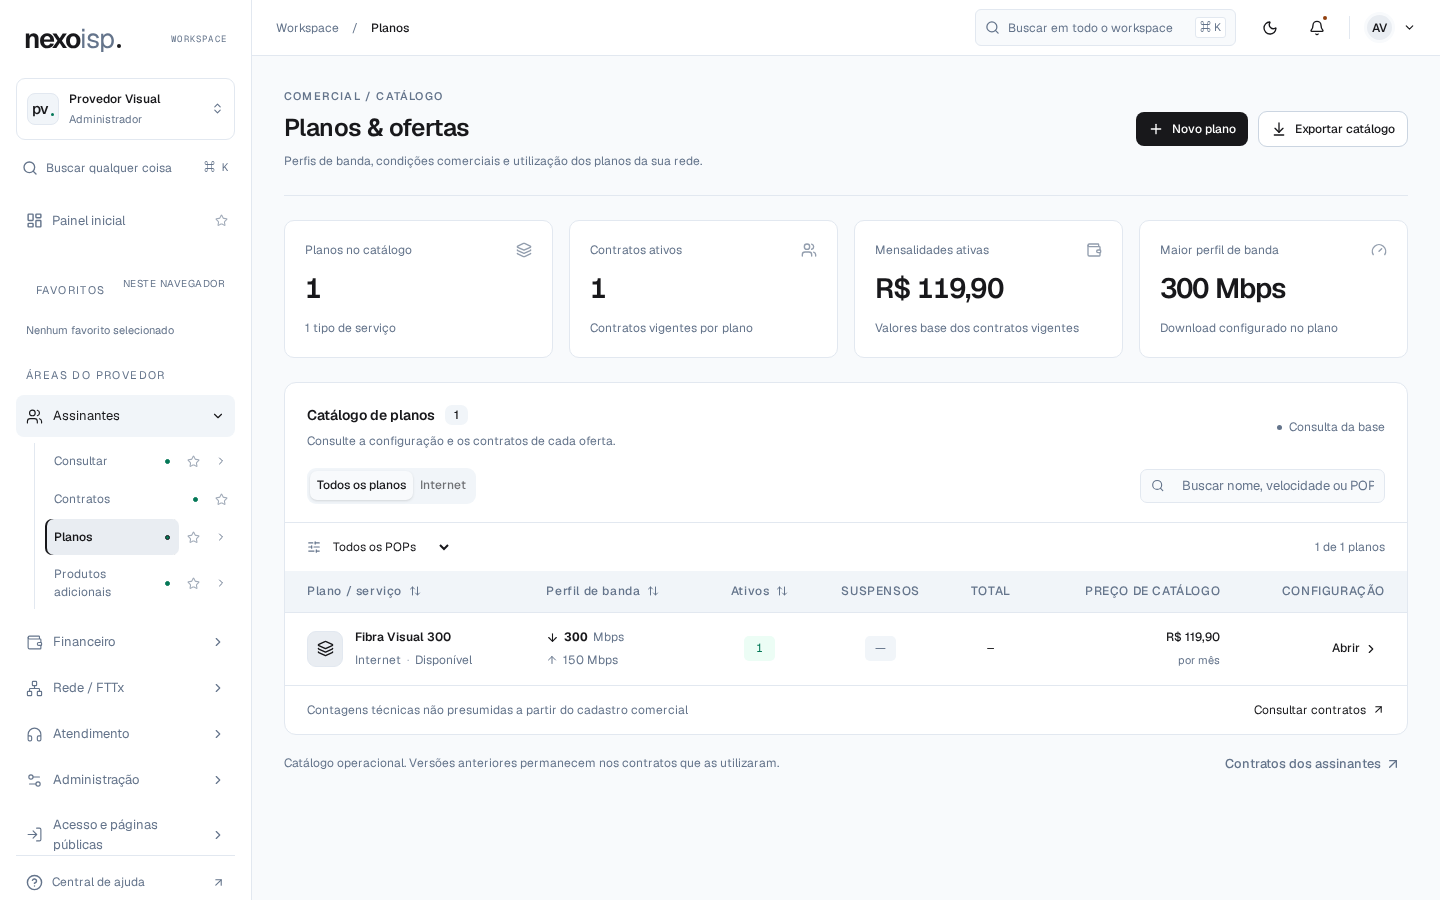 nexoisp.
WORKSPACE
pv.
Provedor Visual
Administrador
Buscar qualquer coisa
⌘ K
Painel inicial
FAVORITOS
NESTE NAVEGADOR
Nenhum favorito selecionado
ÁREAS DO PROVEDOR
Assinantes
Consultar
Contratos
Planos
Produtos
adicionais
Financeiro
Rede / FTTx
Atendimento
Administração
Acesso e páginas
públicas
Central de ajuda
Workspace / Planos
Buscar em todo o workspace
⌘ K
AV
COMERCIAL / CATÁLOGO
Planos & ofertas
Perfis de banda, condições comerciais e utilização dos planos da sua rede.
Novo plano
Exportar catálogo
Planos no catálogo
1
1 tipo de serviço
Contratos ativos
1
Contratos vigentes por plano
Mensalidades ativas
R$ 119,90
Valores base dos contratos vigentes
Maior perfil de banda
300 Mbps
Download configurado no plano
Catálogo de planos 1
Consulte a configuração e os contratos de cada oferta.
Consulta da base
Todos os planos
Internet
Buscar nome, velocidade ou POP
Todos os POPs
1 de 1 planos
Plano / serviço
Perfil de banda
Ativos
SUSPENSOS
TOTAL
PREÇO DE CATÁLOGO
CONFIGURAÇÃO
Fibra Visual 300
Internet · Disponível
↓ 300 Mbps
↑ 150 Mbps
1
—
–
R$ 119,90
por mês
Abrir
Contagens técnicas não presumidas a partir do cadastro comercial
Consultar contratos
Catálogo operacional. Versões anteriores permanecem nos contratos que as utilizaram.
Contratos dos assinantes